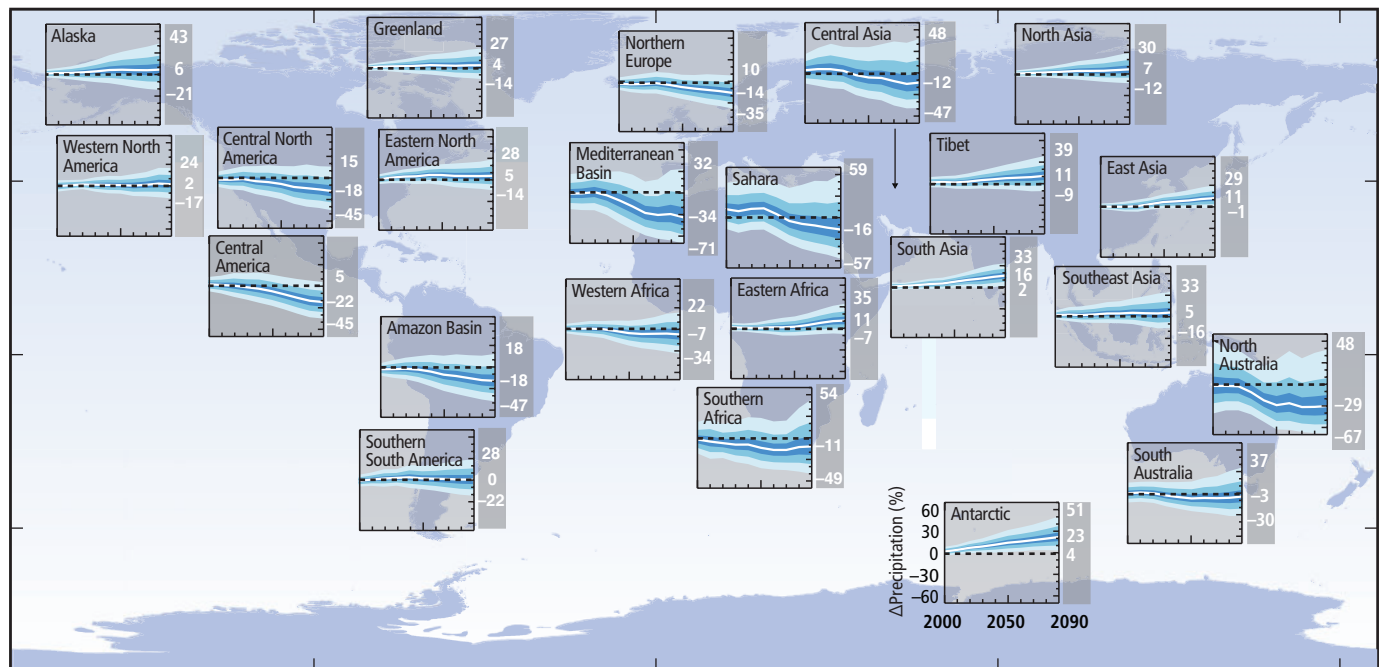 Alaska
43
6
−21
Greenland
27
4
−14
Northern
Europe
10
−14
−35
Central Asia
48
−12
−47
North Asia
30
7
−12
Western North
America
24
2
−17
Central North
America
15
−18
−45
Eastern North
America
28
5
−14
Mediterranean
Basin
32
−34
−71
Sahara
59
−16
−57
Tibet
39
11
−9
East Asia
29
11
−1
Central
America
5
−22
−45
South Asia
33
16
2
Southeast Asia
33
5
−16
Western Africa
22
−7
−34
Eastern Africa
35
11
−7
Amazon Basin
18
−18
−47
North
Australia
48
−29
−67
Southern
Africa
54
−11
−49
Southern
South America
28
0
−22
South
Australia
37
−3
−30
ΔPrecipitation (%)
60
30
0
−30
−60
Antarctic
51
23
4
2000 2050 2090